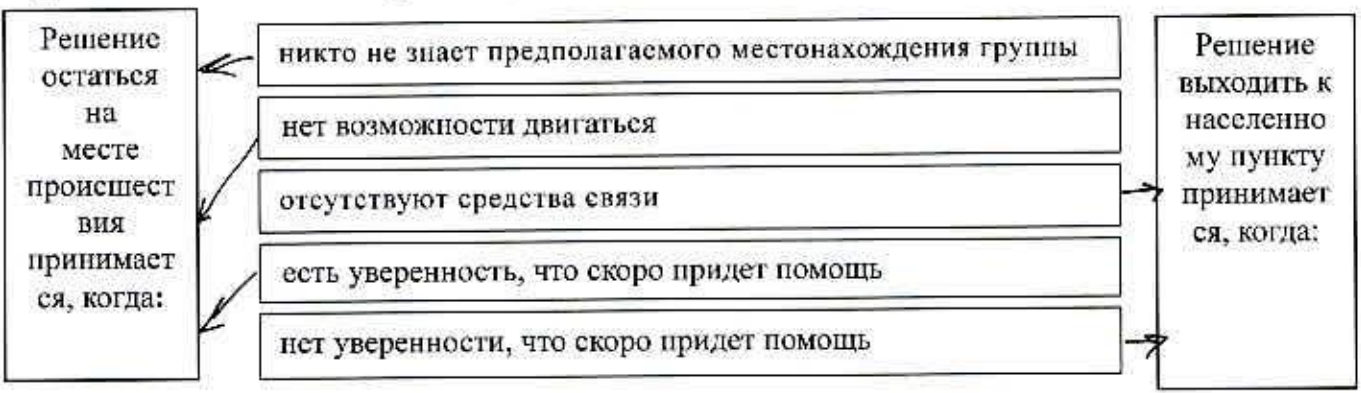 Решение
остаться
на
месте
происшест
вия
принимает
ся, когда:
никто не знает предполагаемого местонахождения группы
нет возможности двигаться
отсутствуют средства связи
есть уверенность, что скоро придет помощь
нет уверенности, что скоро придет помощь
Решение
выходить к
населенно
му пункту
принимает
ся, когда: